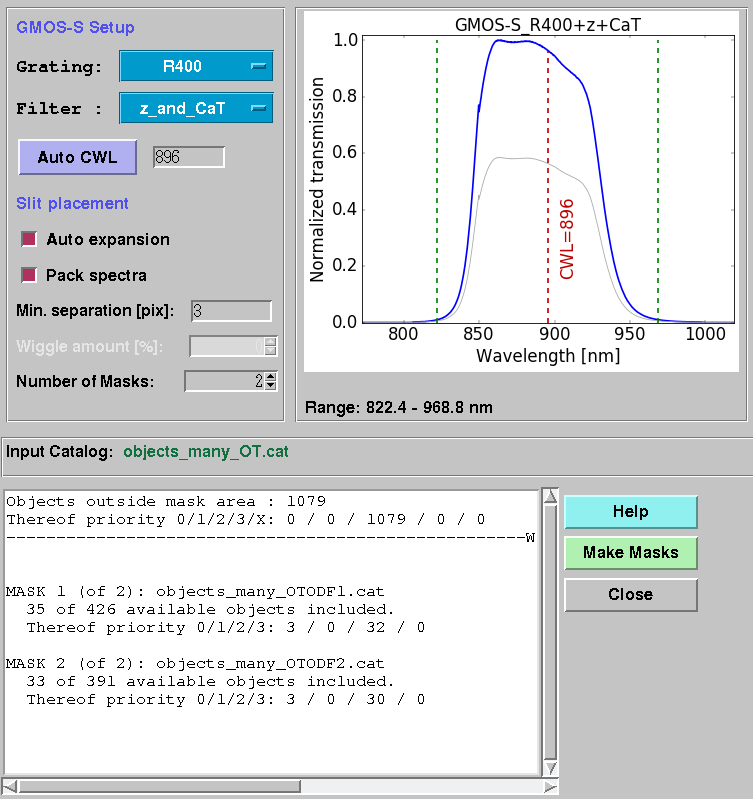 GMOS-S Setup
Grating: R400
Filter : z_and_CaT
Auto CWL 896
Slit placement
Auto expansion
Pack spectra
Min. separation [pix]: 3
Wiggle amount [%]: 0
Number of Masks: 2
GMOS-S_R400+z+CaT
Normalized transmission
1.0
0.8
0.6
0.4
0.2
0.0
CWL=896
800 850 900 950 1000
Wavelength [nm]
Range: 822.4 - 968.8 nm
Input Catalog: objects_many_OT.cat
Objects outside mask area : 1079
Thereof priority 0/1/2/3/X: 0 / 0 / 1079 / 0 / 0
----------------------------------------------------W
MASK 1 (of 2): objects_many_OTODF1.cat
35 of 426 available objects included.
Thereof priority 0/1/2/3: 3 / 0 / 32 / 0
MASK 2 (of 2): objects_many_OTODF2.cat
33 of 391 available objects included.
Thereof priority 0/1/2/3: 3 / 0 / 30 / 0
Help
Make Masks
Close